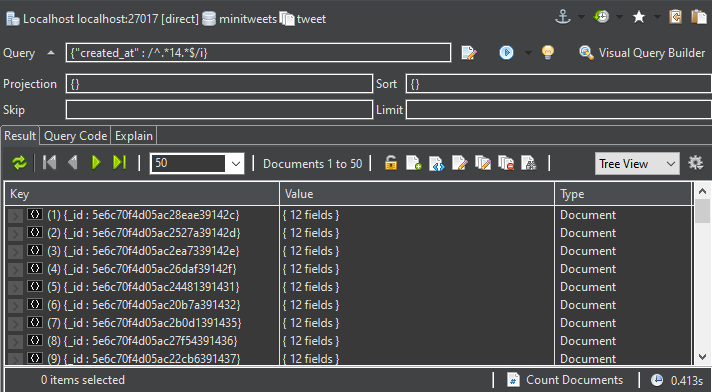 Localhost localhost:27017 [direct] minitweets tweet
Query {"created_at" : /^.*14.*$/i} Visual Query Builder
Projection {} Sort {}
Skip Limit
Result Query Code Explain
50 Documents 1 to 50 Tree View
Key Value Type
(1) {_id : 5e6c70f4d05ac28eae39142c} { 12 fields } Document
(2) {_id : 5e6c70f4d05ac2527a39142d} { 12 fields } Document
(3) {_id : 5e6c70f4d05ac2ea7339142e} { 12 fields } Document
(4) {_id : 5e6c70f4d05ac26daf39142f} { 12 fields } Document
(5) {_id : 5e6c70f4d05ac24481391431} { 12 fields } Document
(6) {_id : 5e6c70f4d05ac20b7a391432} { 12 fields } Document
(7) {_id : 5e6c70f4d05ac2b0d1391435} { 12 fields } Document
(8) {_id : 5e6c70f4d05ac27f54391436} { 12 fields } Document
(9) {_id : 5e6c70f4d05ac22cb6391437} { 12 fields } Document
0 items selected Count Documents 0.413s